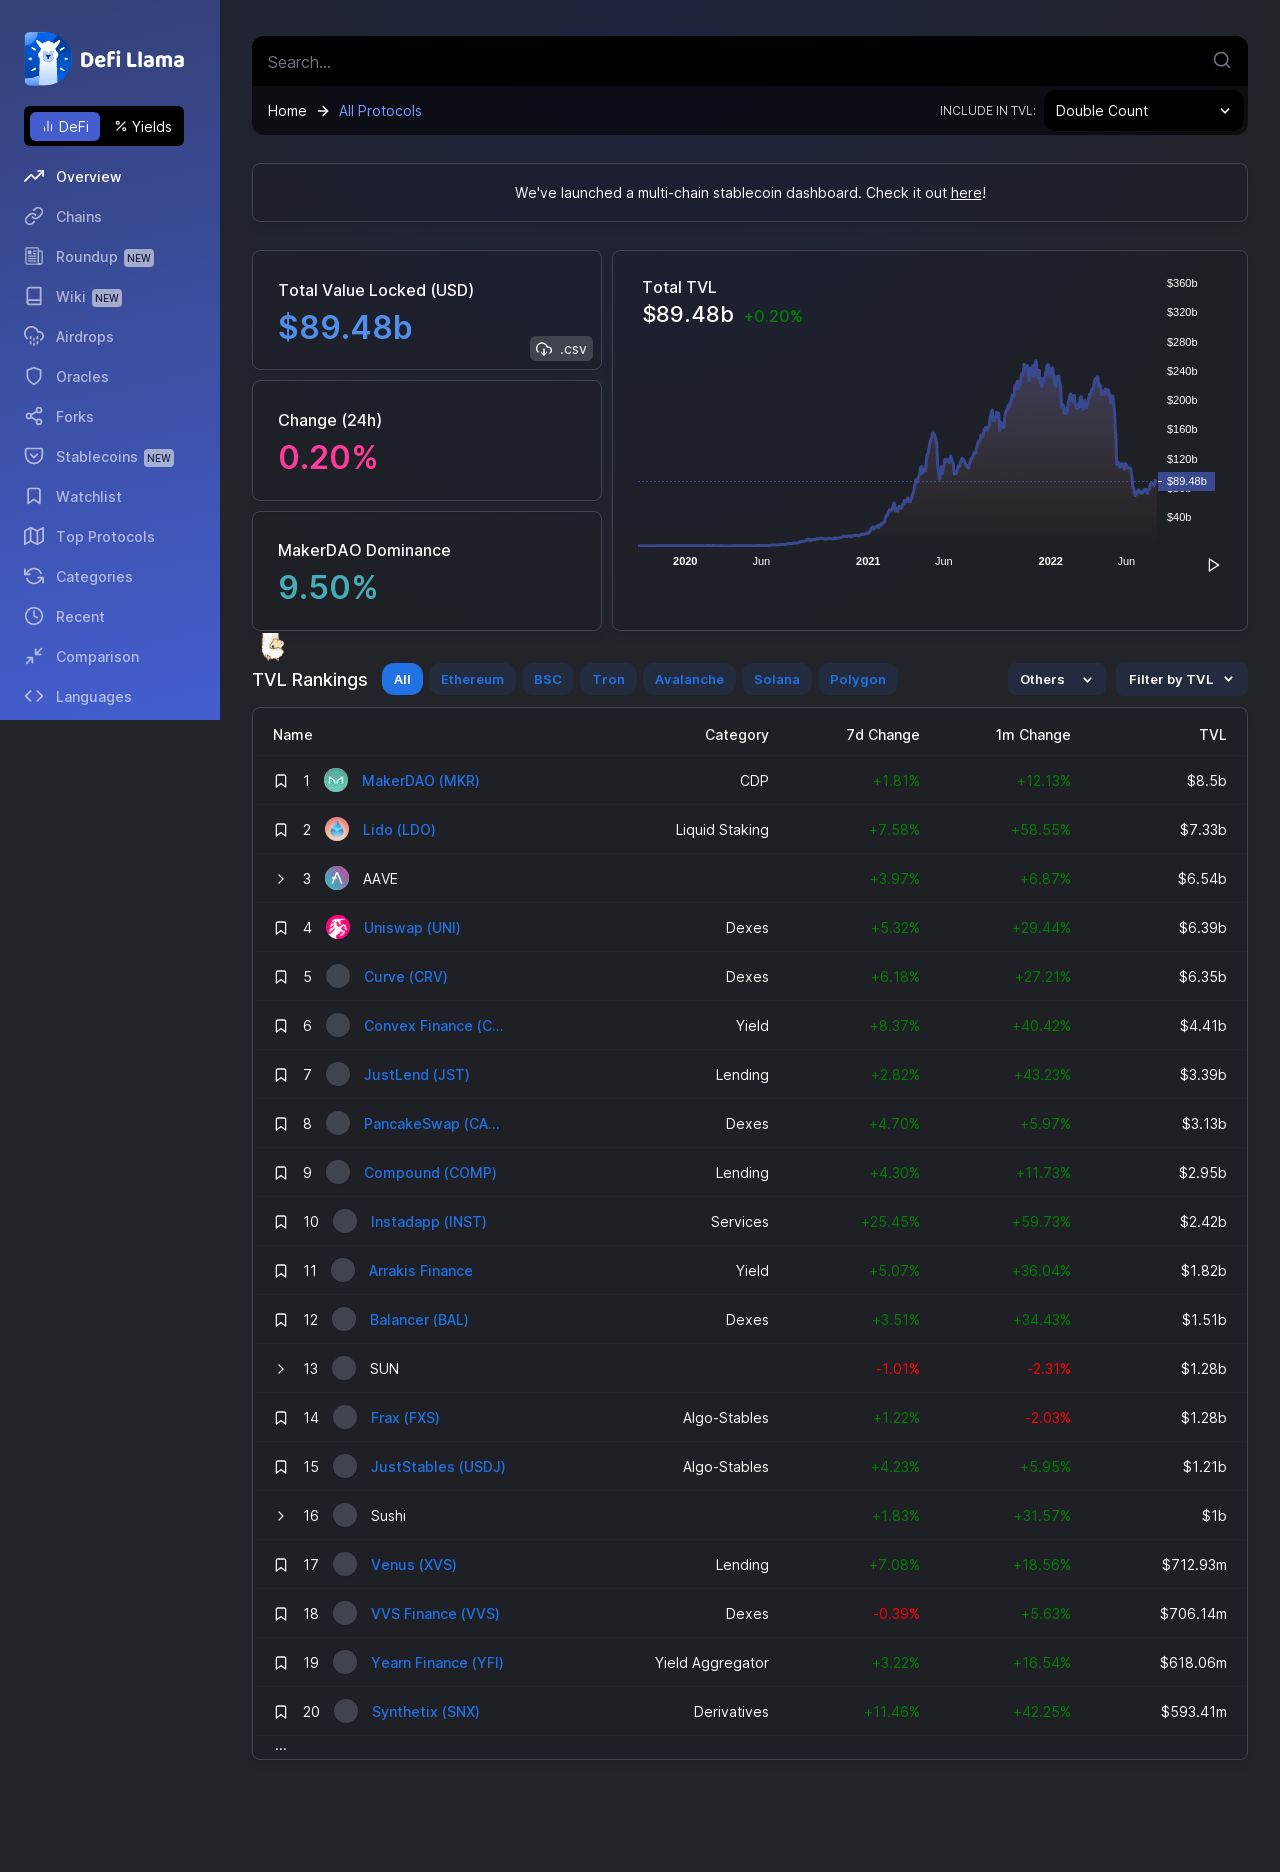 Defi Llama
DeFi
Yields
Overview
Chains
Roundup NEW
Wiki NEW
Airdrops
Oracles
Forks
Stablecoins NEW
Watchlist
Top Protocols
Categories
Recent
Comparison
Languages
Search...
Home → All Protocols
INCLUDE IN TVL: Double Count
We've launched a multi-chain stablecoin dashboard. Check it out here!
Total Value Locked (USD)
$89.48b
.csv
Change (24h)
0.20%
MakerDAO Dominance
9.50%
Total TVL
$89.48b +0.20%
$360b
$320b
$280b
$240b
$200b
$160b
$120b
$89.48b
$40b
2020 Jun 2021 Jun 2022 Jun
TVL Rankings All Ethereum BSC Tron Avalanche Solana Polygon Others Filter by TVL
Name Category 7d Change 1m Change TVL
1 MakerDAO (MKR) CDP +1.81% +12.13% $8.5b
2 Lido (LDO) Liquid Staking +7.58% +58.55% $7.33b
3 AAVE +3.97% +6.87% $6.54b
4 Uniswap (UNI) Dexes +5.32% +29.44% $6.39b
5 Curve (CRV) Dexes +6.18% +27.21% $6.35b
6 Convex Finance (C... Yield +8.37% +40.42% $4.41b
7 JustLend (JST) Lending +2.82% +43.23% $3.39b
8 PancakeSwap (CA... Dexes +4.70% +5.97% $3.13b
9 Compound (COMP) Lending +4.30% +11.73% $2.95b
10 Instadapp (INST) Services +25.45% +59.73% $2.42b
11 Arrakis Finance Yield +5.07% +36.04% $1.82b
12 Balancer (BAL) Dexes +3.51% +34.43% $1.51b
13 SUN -1.01% -2.31% $1.28b
14 Frax (FXS) Algo-Stables +1.22% -2.03% $1.28b
15 JustStables (USDJ) Algo-Stables +4.23% +5.95% $1.21b
16 Sushi +1.83% +31.57% $1b
17 Venus (XVS) Lending +7.08% +18.56% $712.93m
18 VVS Finance (VVS) Dexes -0.39% +5.63% $706.14m
19 Yearn Finance (YFI) Yield Aggregator +3.22% +16.54% $618.06m
20 Synthetix (SNX) Derivatives +11.46% +42.25% $593.41m
...